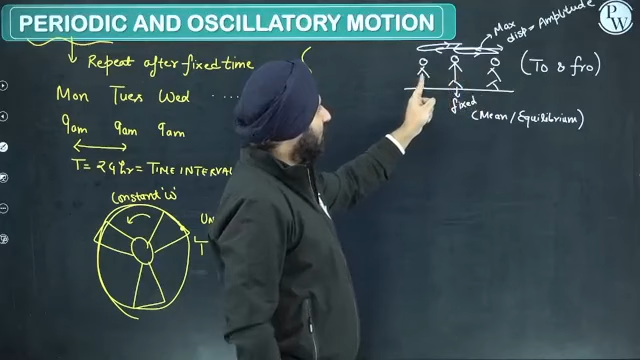 PERIODIC AND OSCILLATORY MOTION
Repeat after fixed time
Mon Tues Wed ....
9am 9am 9am
T = 24 hr = TIME INTERVAL
Constant 'ω'
T
Max
disp = Amplitude
(To & fro)
fixed
(Mean/Equilibrium)
PW